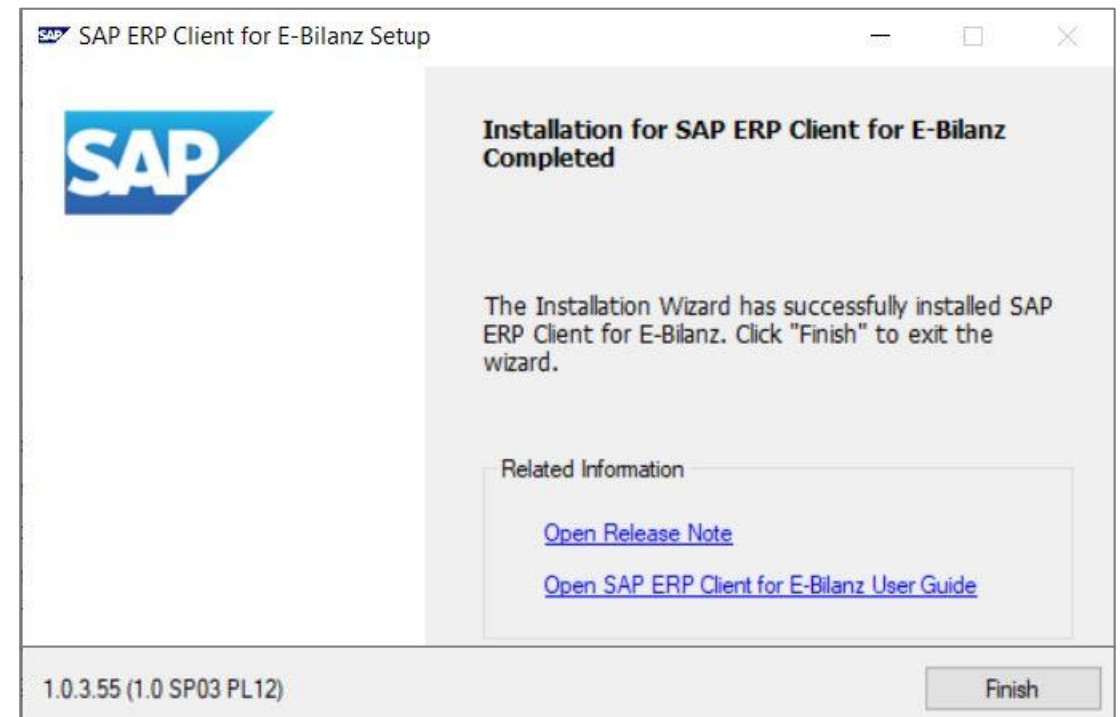 SAP ERP Client for E-Bilanz Setup
SAP
Installation for SAP ERP Client for E-Bilanz
Completed
The Installation Wizard has successfully installed SAP
ERP Client for E-Bilanz. Click "Finish" to exit the
wizard.
Related Information
Open Release Note
Open SAP ERP Client for E-Bilanz User Guide
1.0.3.55 (1.0 SP03 PL12)
Finish